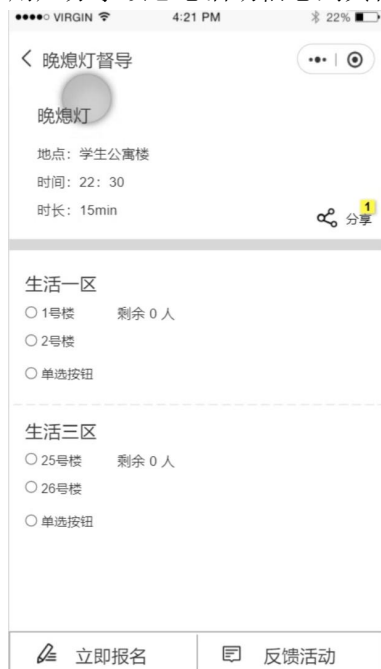 VIRGIN 4:21 PM 22%
晚熄灯督导
晚熄灯
地点：学生公寓楼
时间：22：30
时长：15min
1
分享
生活一区
1号楼 剩余 0 人
2号楼
单选按钮
生活三区
25号楼 剩余 0 人
26号楼
单选按钮
立即报名 反馈活动